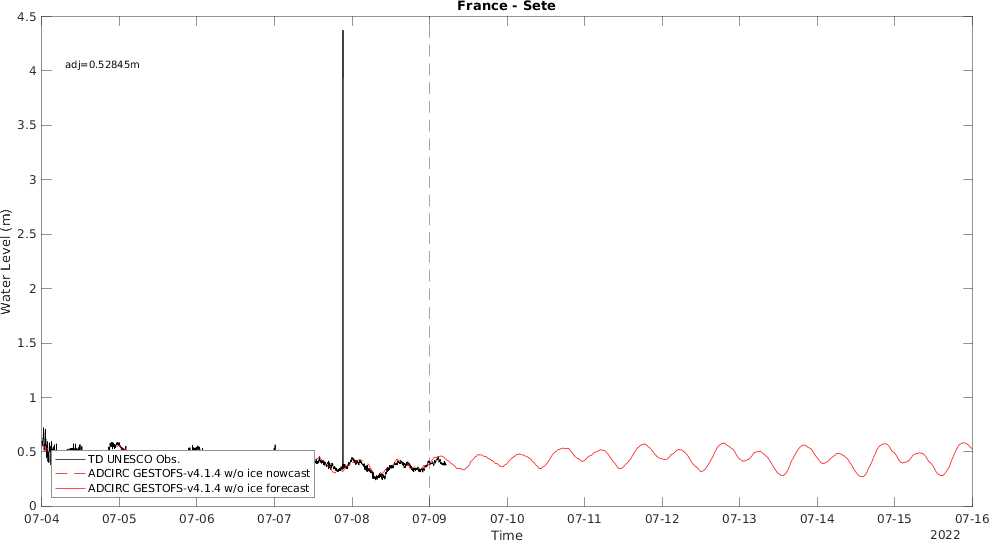 France - Sete
4.5
4
3.5
3
2.5
2
1.5
1
0.5
0
Water Level (m)
adj=0.52845m
TD UNESCO Obs.
ADCIRC GESTOFS-v4.1.4 w/o ice nowcast
ADCIRC GESTOFS-v4.1.4 w/o ice forecast
07-04 07-05 07-06 07-07 07-08 07-09 07-10 07-11 07-12 07-13 07-14 07-15 07-16
Time
2022